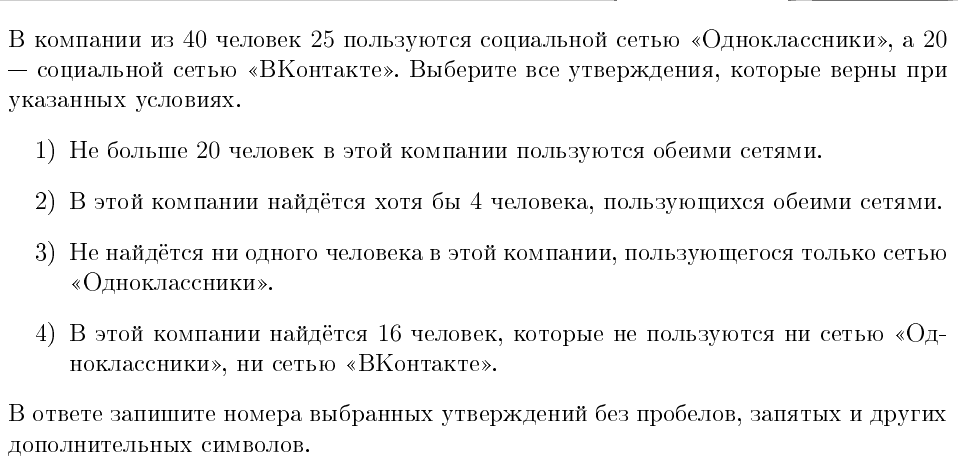 В компании из 40 человек 25 пользуются социальной сетью «Одноклассники», а 20
— социальной сетью «ВКонтакте». Выберите все утверждения, которые верны при
указанных условиях.
1) Не больше 20 человек в этой компании пользуются обеими сетями.
2) В этой компании найдётся хотя бы 4 человека, пользующихся обеими сетями.
3) Не найдётся ни одного человека в этой компании, пользующегося только сетью
«Одноклассники».
4) В этой компании найдётся 16 человек, которые не пользуются ни сетью «Од-
ноклассники», ни сетью «ВКонтакте».
В ответе запишите номера выбранных утверждений без пробелов, запятых и других
дополнительных символов.